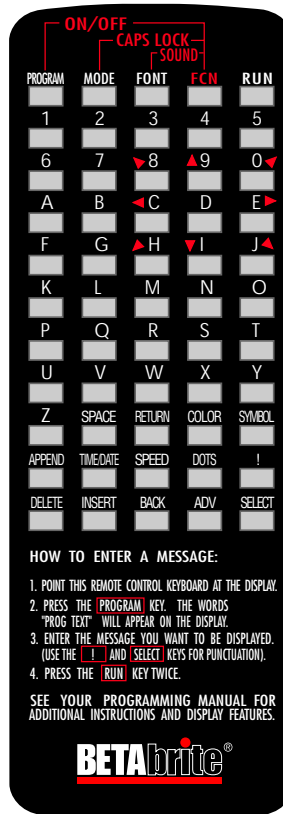 ON/OFF
CAPS LOCK
SOUND
PROGRAM MODE FONT FCN RUN
1 2 3 4 5
6 7 8 9 0
A B C D E
F G H I J
K L M N O
P Q R S T
U V W X Y
Z SPACE RETURN COLOR SYMBOL
APPEND TIME/DATE SPEED DOTS !
DELETE INSERT BACK ADV SELECT
HOW TO ENTER A MESSAGE:
1. POINT THIS REMOTE CONTROL KEYBOARD AT THE DISPLAY.
2. PRESS THE PROGRAM KEY. THE WORDS
"PROG TEXT" WILL APPEAR ON THE DISPLAY.
3. ENTER THE MESSAGE YOU WANT TO BE DISPLAYED.
(USE THE ! AND SELECT KEYS FOR PUNCTUATION).
4. PRESS THE RUN KEY TWICE.
SEE YOUR PROGRAMMING MANUAL FOR
ADDITIONAL INSTRUCTIONS AND DISPLAY FEATURES.
BETAbrite®